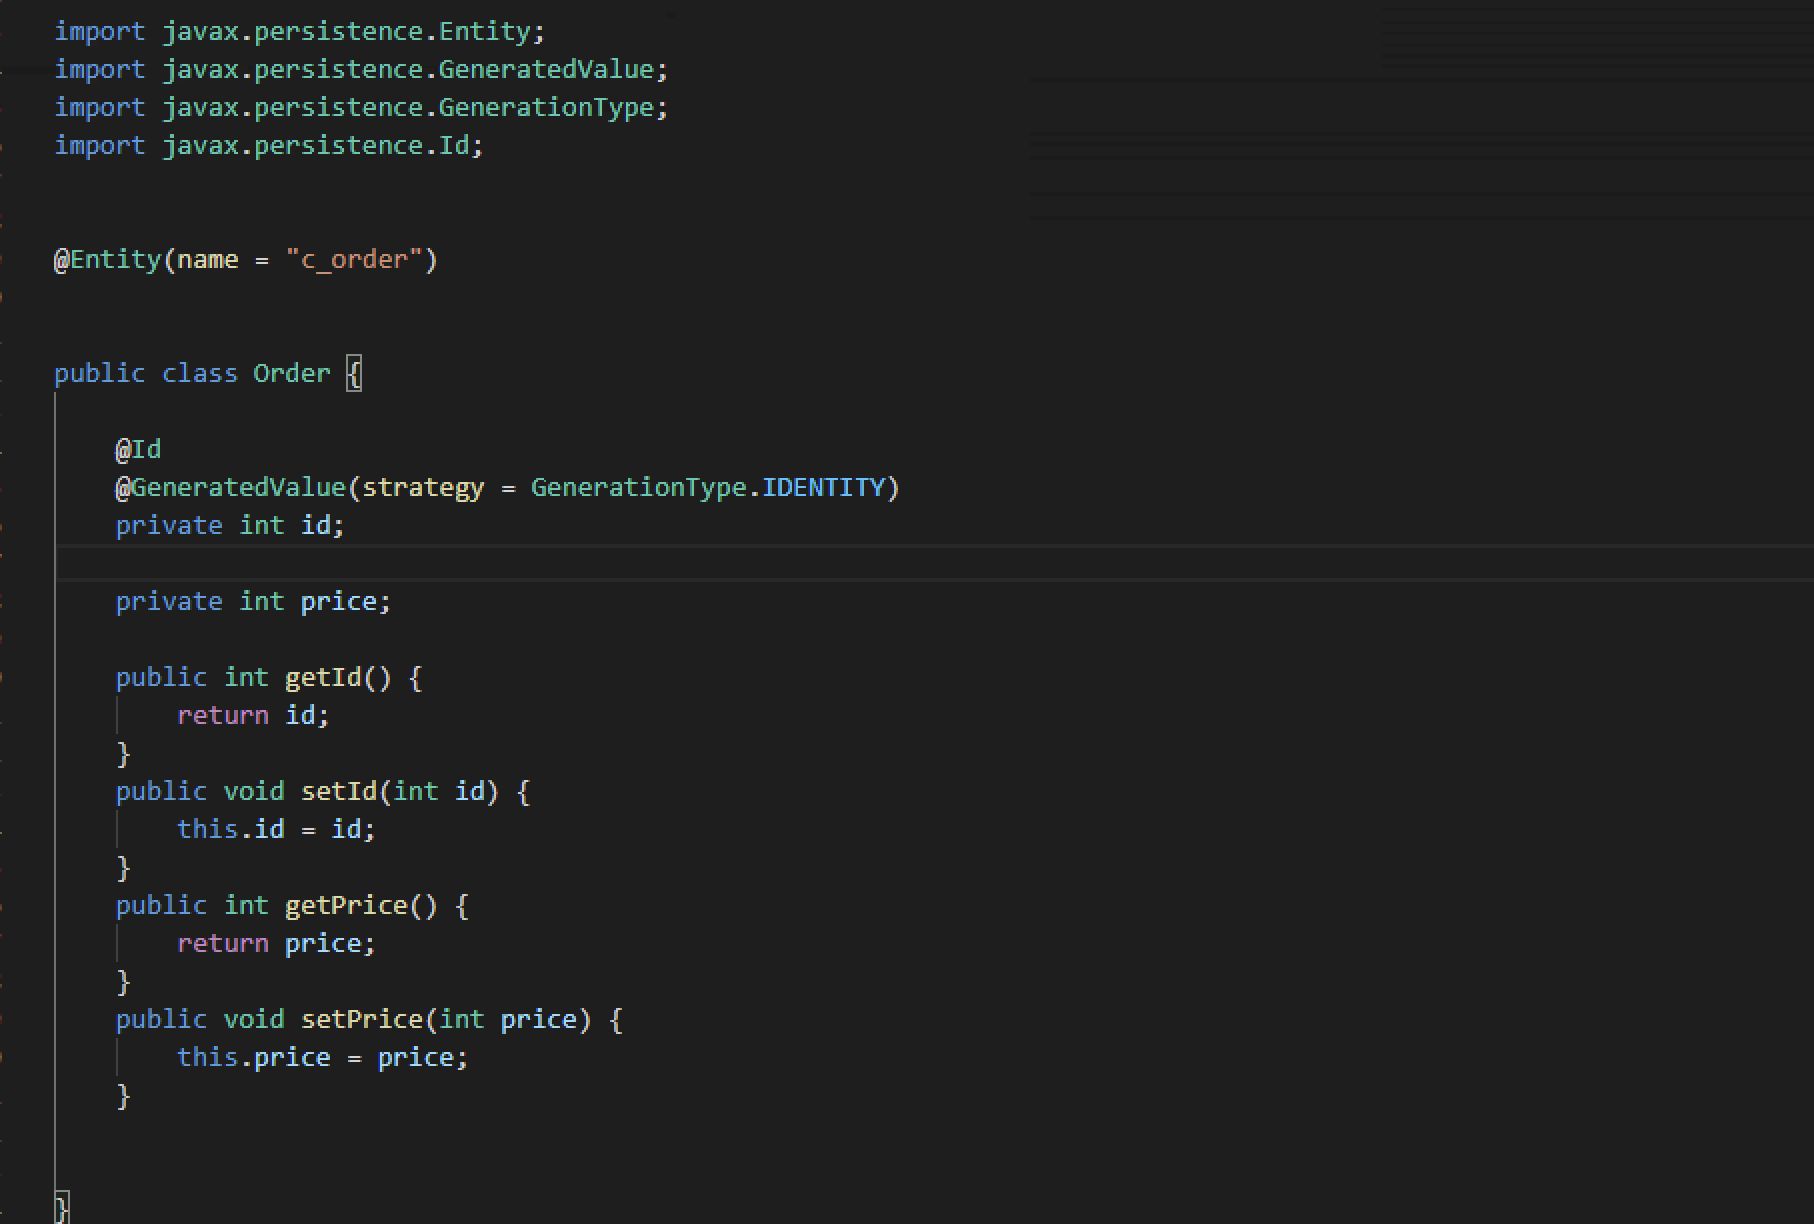 import javax.persistence.Entity;
import javax.persistence.GeneratedValue;
import javax.persistence.GenerationType;
import javax.persistence.Id;
@Entity(name = "c_order")
public class Order {
@Id
@GeneratedValue(strategy = GenerationType.IDENTITY)
private int id;
private int price;
public int getId() {
return id;
}
public void setId(int id) {
this.id = id;
}
public int getPrice() {
return price;
}
public void setPrice(int price) {
this.price = price;
}
}